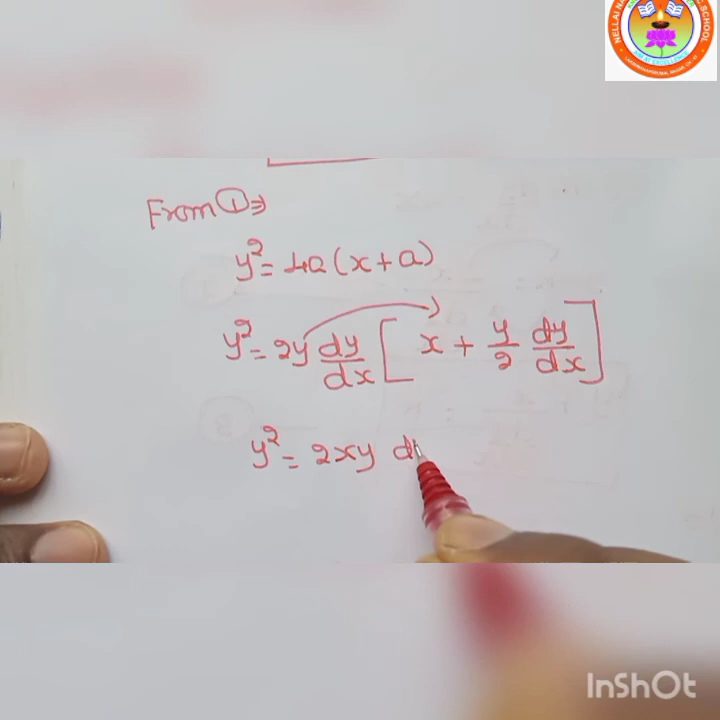 From ① ⇒
y² = 4a (x + a)
y² = 2y dy/dx [ x + y/2 dy/dx ]
y² = 2xy d
InShOt